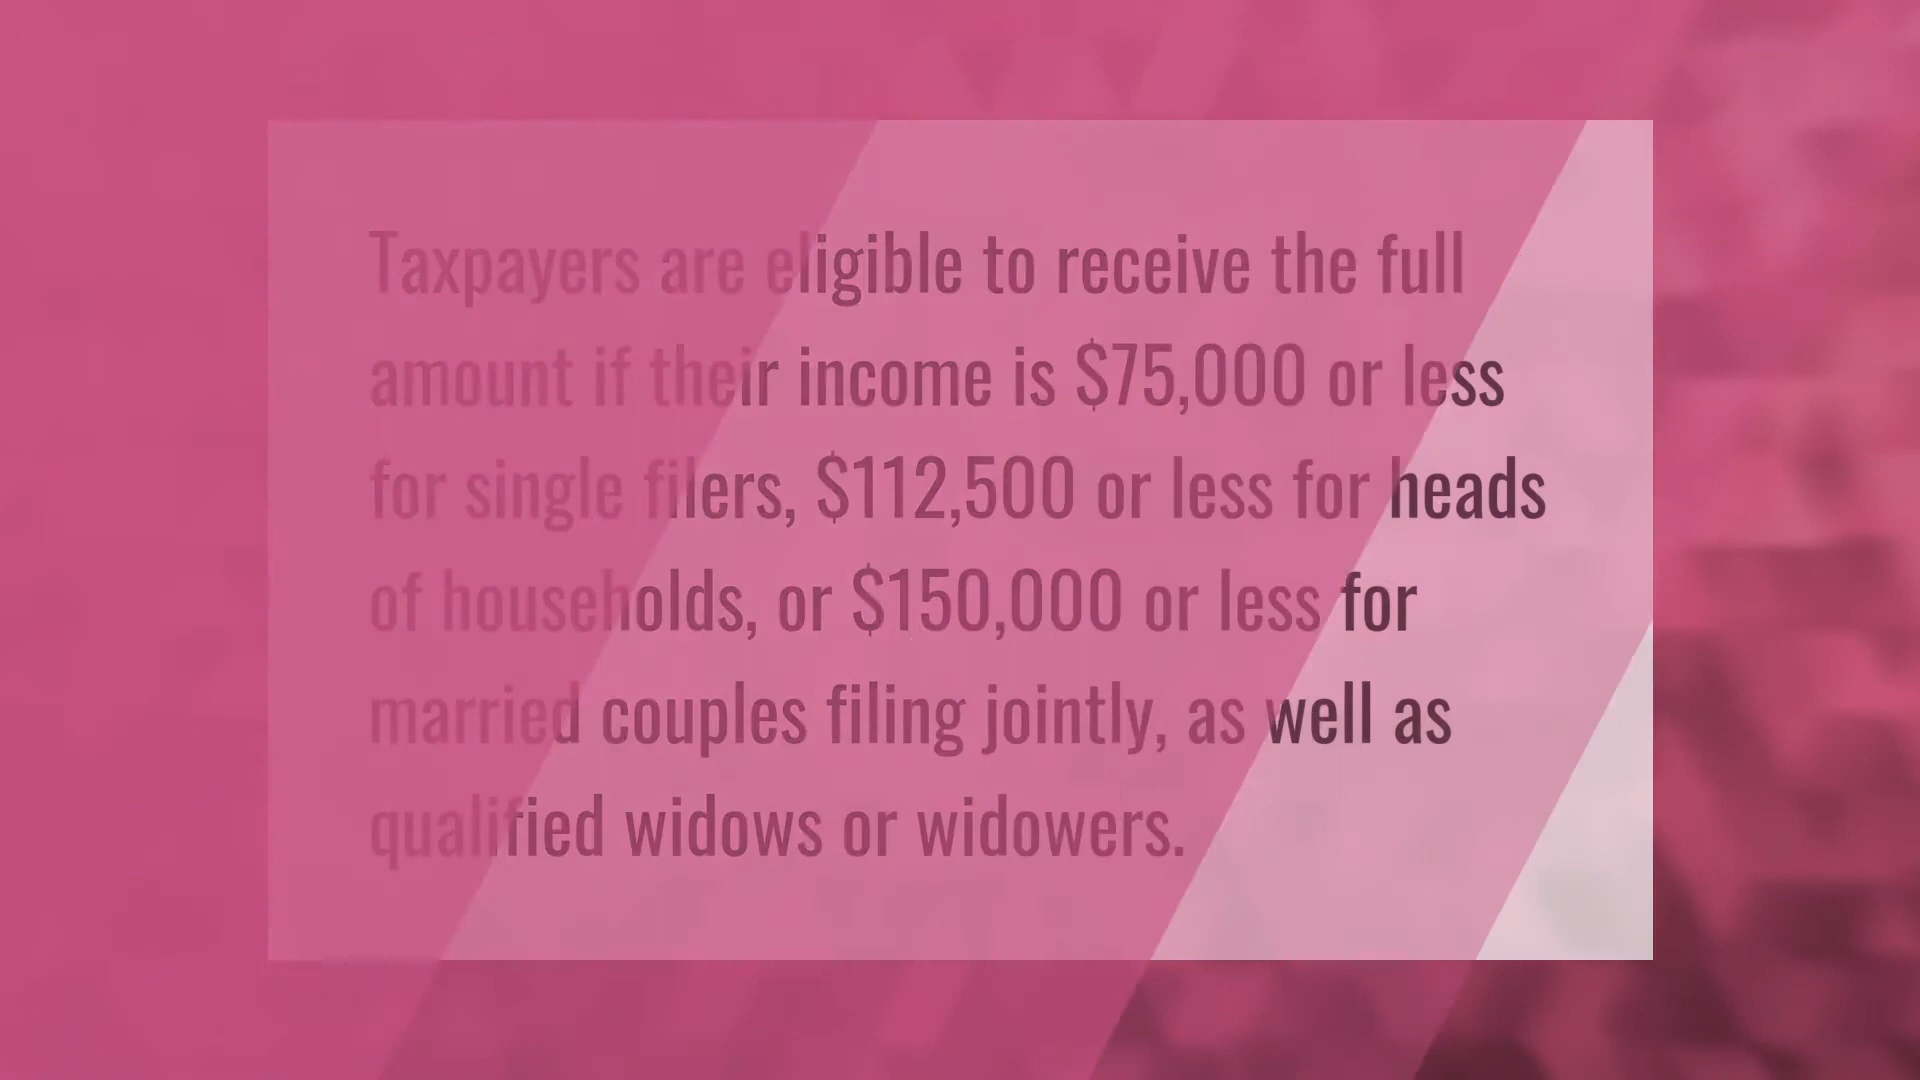 Taxpayers are eligible to receive the full
amount if their income is $75,000 or less
for single filers, $112,500 or less for heads
of households, or $150,000 or less for
married couples filing jointly, as well as
qualified widows or widowers.